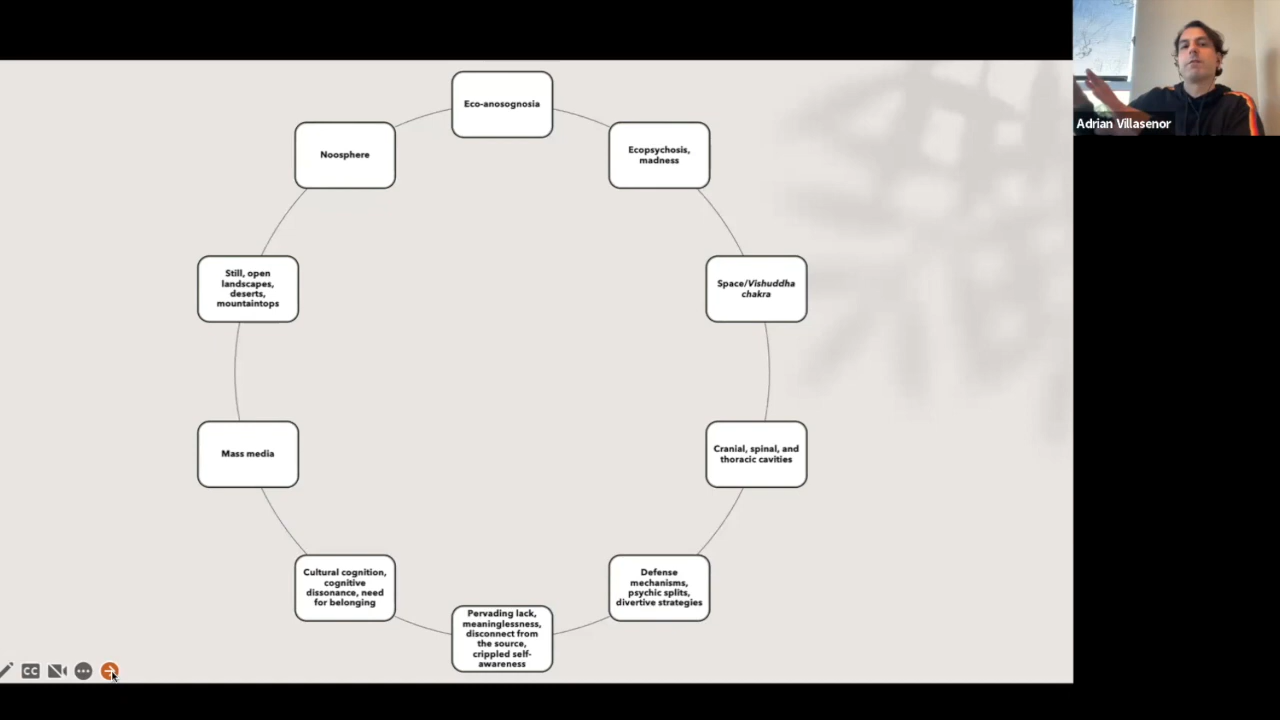 Eco-anosognosia
Ecopsychosis,
madness
Space/Vishuddha
chakra
Cranial, spinal, and
thoracic cavities
Defense
mechanisms,
psychic splits,
divertive strategies
Pervading lack,
meaninglessness,
disconnect from
the source,
crippled self-
awareness
Cultural cognition,
cognitive
dissonance, need
for belonging
Mass media
Still, open
landscapes,
deserts,
mountaintops
Noosphere
Adrian Villasenor
CC